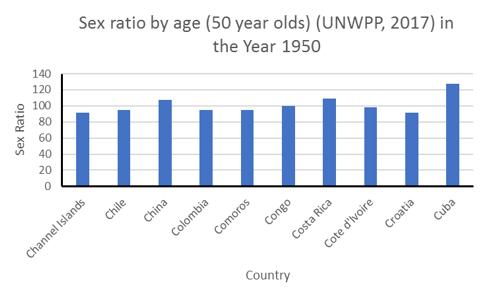 Sex ratio by age (50 year olds) (UNWPP, 2017) in
the Year 1950
Sex Ratio
140
120
100
80
60
40
20
0
Channel Islands
Chile
China
Colombia
Comoros
Congo
Costa Rica
Cote d'Ivoire
Croatia
Cuba
Country